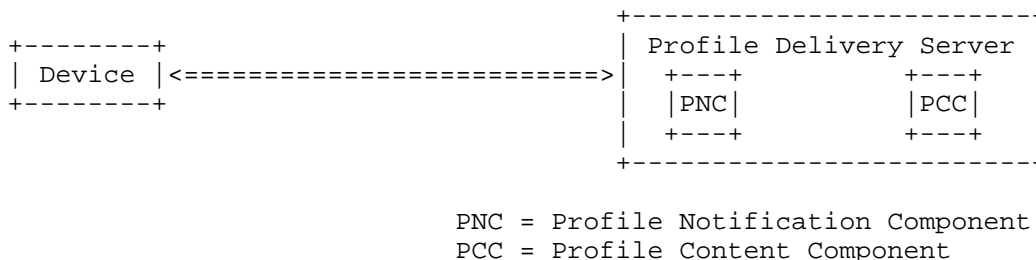 +--------------------------
+--------+                              | Profile Delivery Server
| Device |<==========================>|  +---+          +---+
+--------+                              |  |PNC|          |PCC|
                                        |  +---+          +---+
                                        +--------------------------
PNC = Profile Notification Component
PCC = Profile Content Component